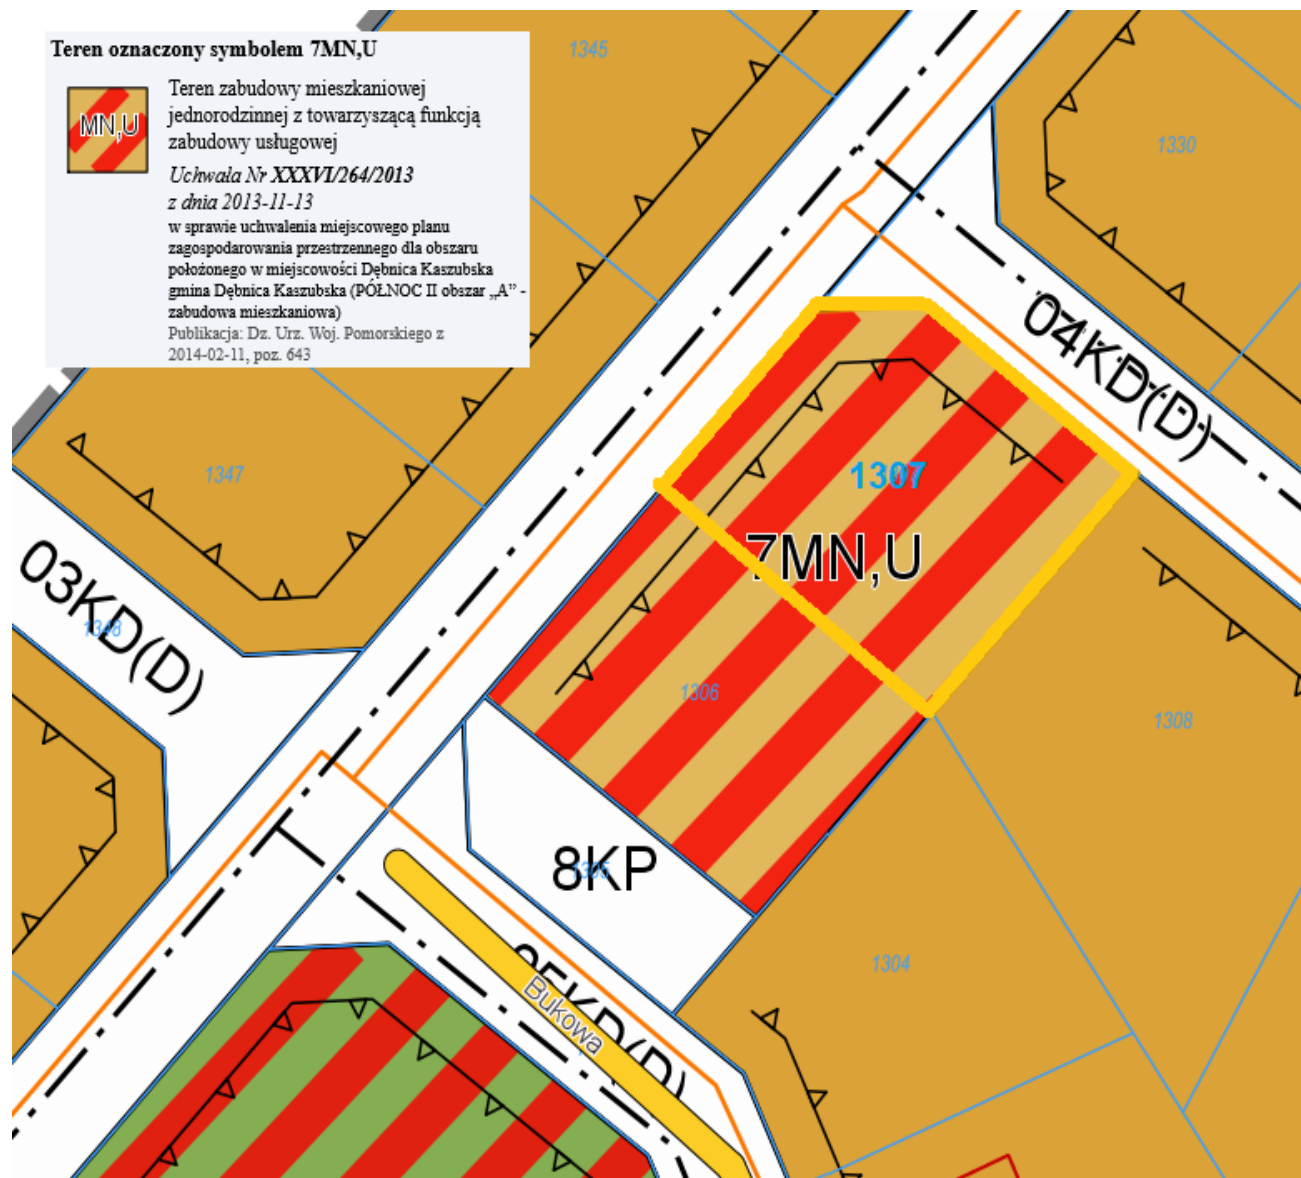 Teren oznaczony symbolem 7MN,U
MN,U
Teren zabudowy mieszkaniowej
jednorodzinnej z towarzyszącą funkcją
zabudowy usługowej
Uchwała Nr XXXVI/264/2013
z dnia 2013-11-13
w sprawie uchwalenia miejscowego planu
zagospodarowania przestrzennego dla obszaru
położonego w miejscowości Dębnica Kaszubska
gmina Dębnica Kaszubska (PÓŁNOC II obszar „A” -
zabudowa mieszkaniowa)
Publikacja: Dz. Urz. Woj. Pomorskiego z
2014-02-11, poz. 643
1345
1330
04KD(D)
1347
1307
7MN,U
03KD(D)
1348
1306
1308
8KP
1305
1304
05KD(D)
Bukowa